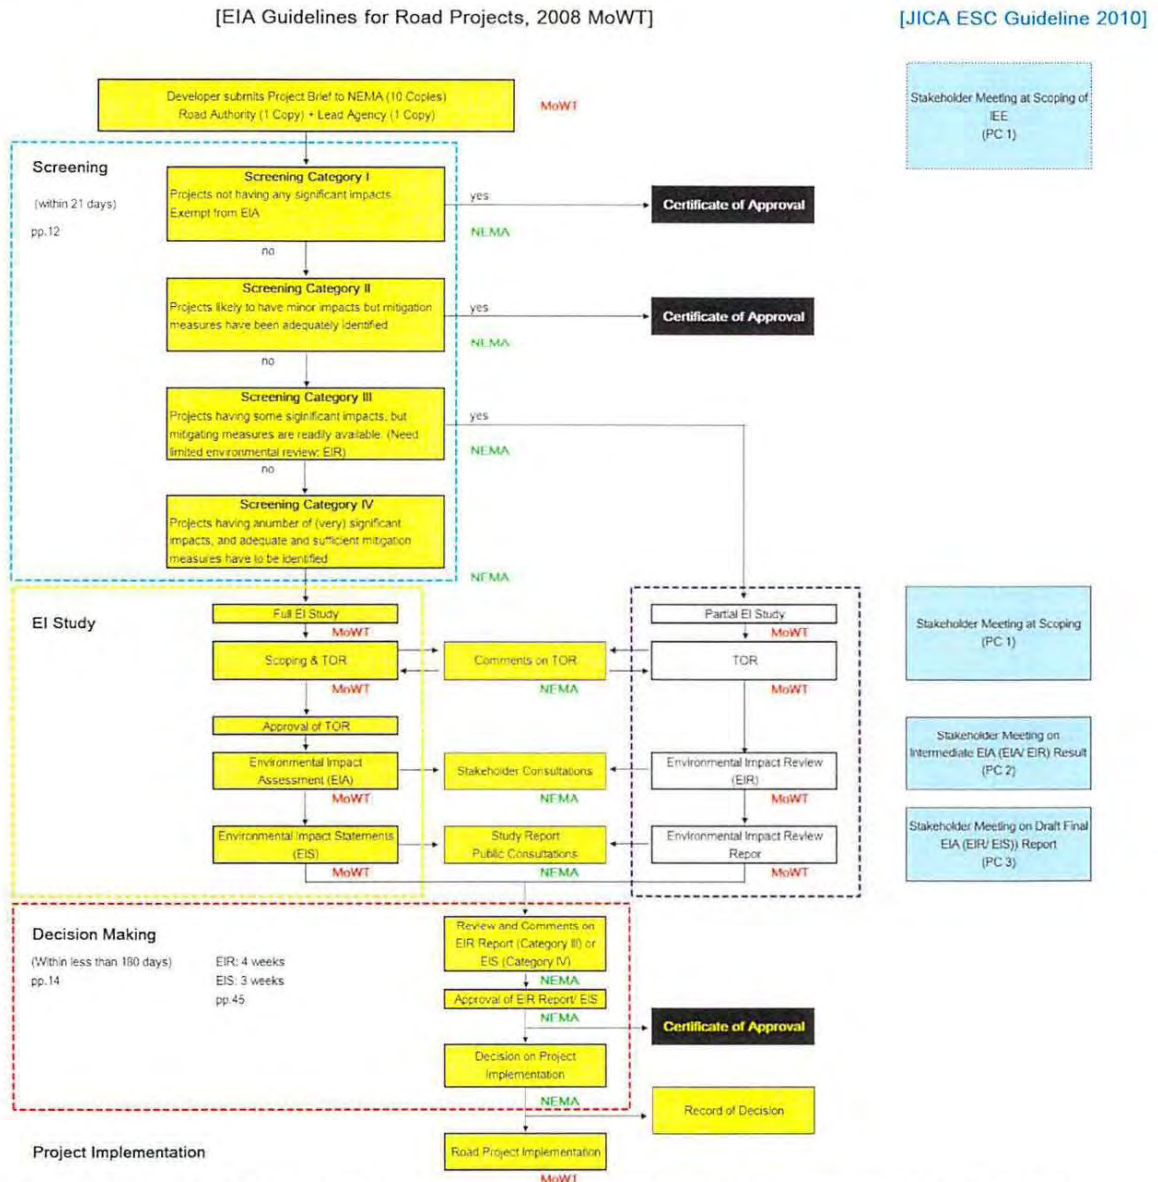 [EIA Guidelines for Road Projects, 2008 MoWT]
[JICA ESC Guideline 2010]
Developer submits Project Brief to NEMA (10 Copies)
Road Authority (1 Copy) + Lead Agency (1 Copy)
MoWT
Stakeholder Meeting at Scoping of
IEE
(PC 1)
Screening
(within 21 days)
pp.12
Screening Category I
Projects not having any significant impacts.
Exempt from EIA
yes
NEMA
Certificate of Approval
no
Screening Category II
Projects likely to have minor impacts but mitigation
measures have been adequately identified
yes
NEMA
Certificate of Approval
no
Screening Category III
Projects having some siginificant impacts, but
mitigating measures are readily available. (Need
limited environmental review: EIR)
yes
NEMA
no
Screening Category IV
Projects having anumber of (very) significant
impacts, and adequate and sufficient mitigation
measures have to be identified
NEMA
EI Study
Full EI Study
MoWT
Partial EI Study
MoWT
Stakeholder Meeting at Scoping
(PC 1)
Scoping & TOR
MoWT
Comments on TOR
NEMA
TOR
MoWT
Approval of TOR
Stakeholder Meeting on
Intermediate EIA (EIA/ EIR) Result
(PC 2)
Environmental Impact
Assessment (EIA)
MoWT
Stakeholder Consultations
NEMA
Environmental Impact Review
(EIR)
MoWT
Stakeholder Meeting on Draft Final
EIA (EIR/ EIS)) Report
(PC 3)
Environmental Impact Statements
(EIS)
MoWT
Study Report
Public Consultations
NEMA
Environmental Impact Review
Repor
MoWT
Decision Making
(Within less than 180 days)
pp.14
EIR: 4 weeks
EIS: 3 weeks
pp.45
Review and Comments on
EIR Report (Category III) or
EIS (Category IV)
NEMA
Approval of EIR Report/ EIS
NEMA
Certificate of Approval
Decision on Project
Implementation
NEMA
Record of Decision
Project Implementation
Road Project Implementation
MoWT